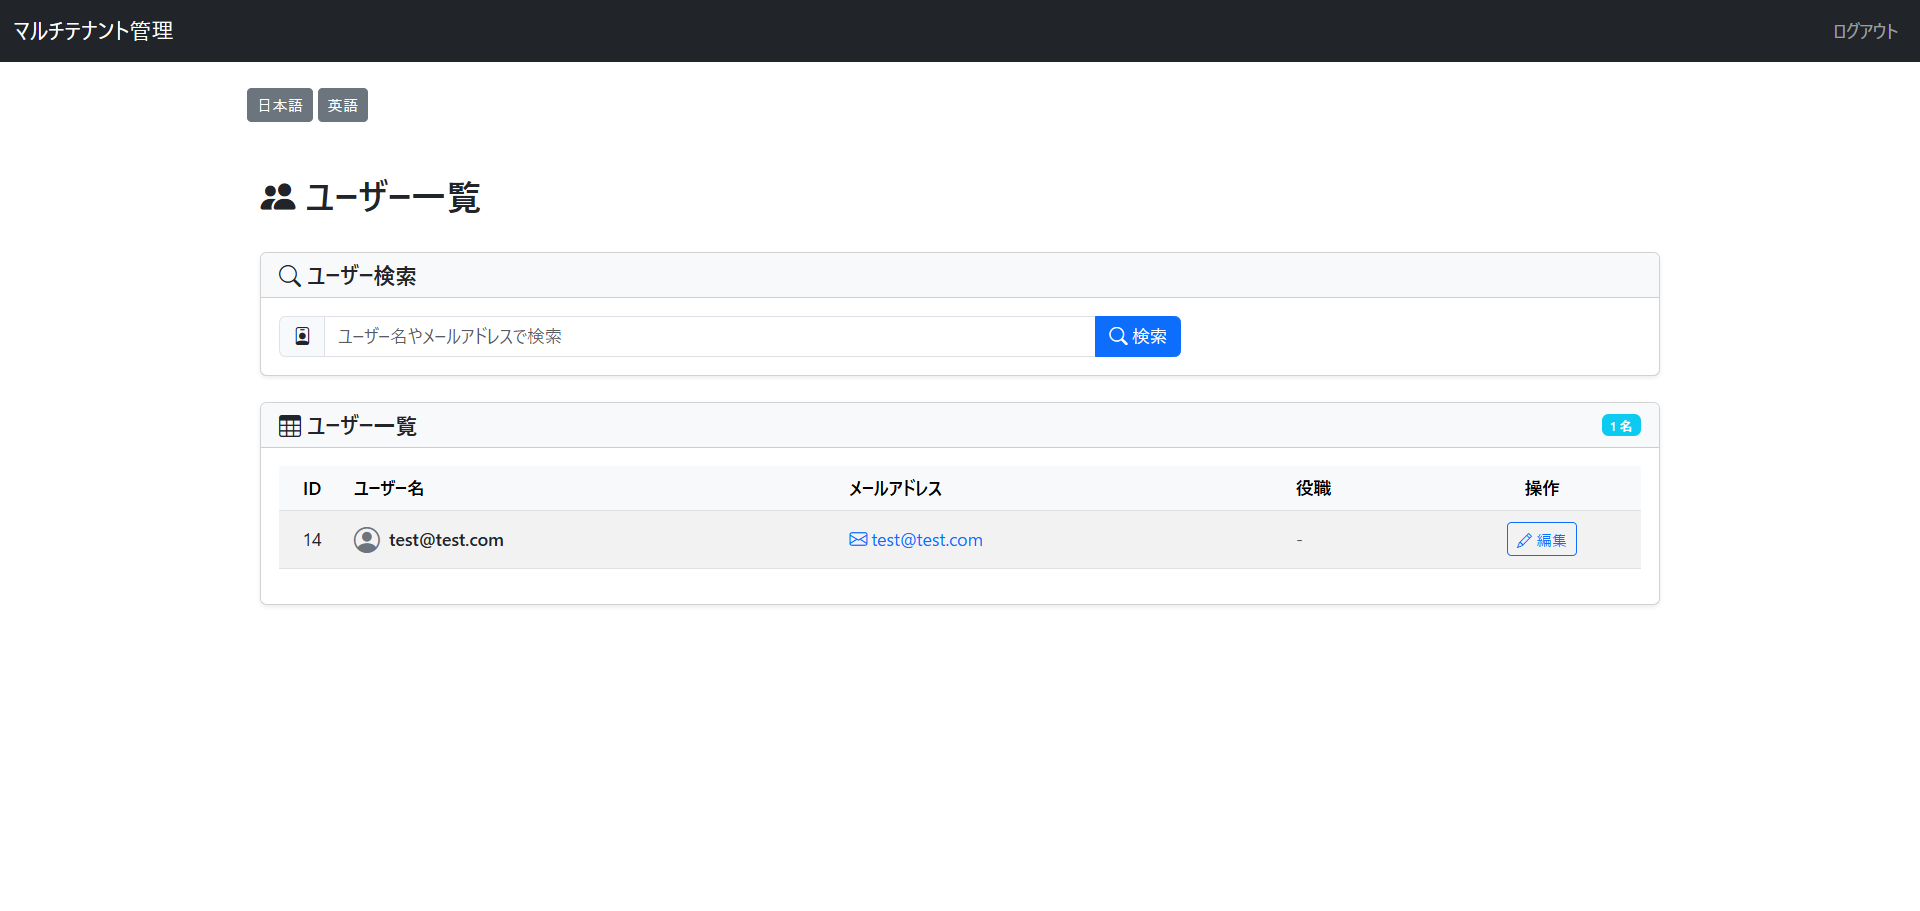 マルチテナント管理 ログアウト
日本語 英語
ユーザー一覧
ユーザー検索
ユーザー名やメールアドレスで検索 検索
ユーザー一覧 1 名
ID ユーザー名 メールアドレス 役職 操作
14 test@test.com test@test.com - 編集